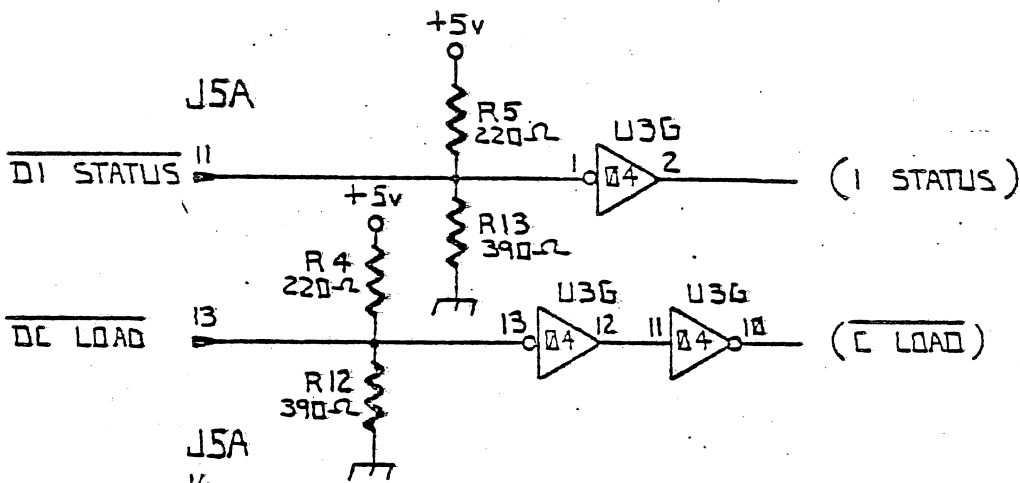 +5v
J5A
R5
220Ω
U3G
DI STATUS 11
1 04 2
(I STATUS)
+5v
R13
390Ω
R4
220Ω
U3G U3G
DC LOAD 13
13 04 12 11 04 10
(C LOAD)
R12
390Ω
J5A